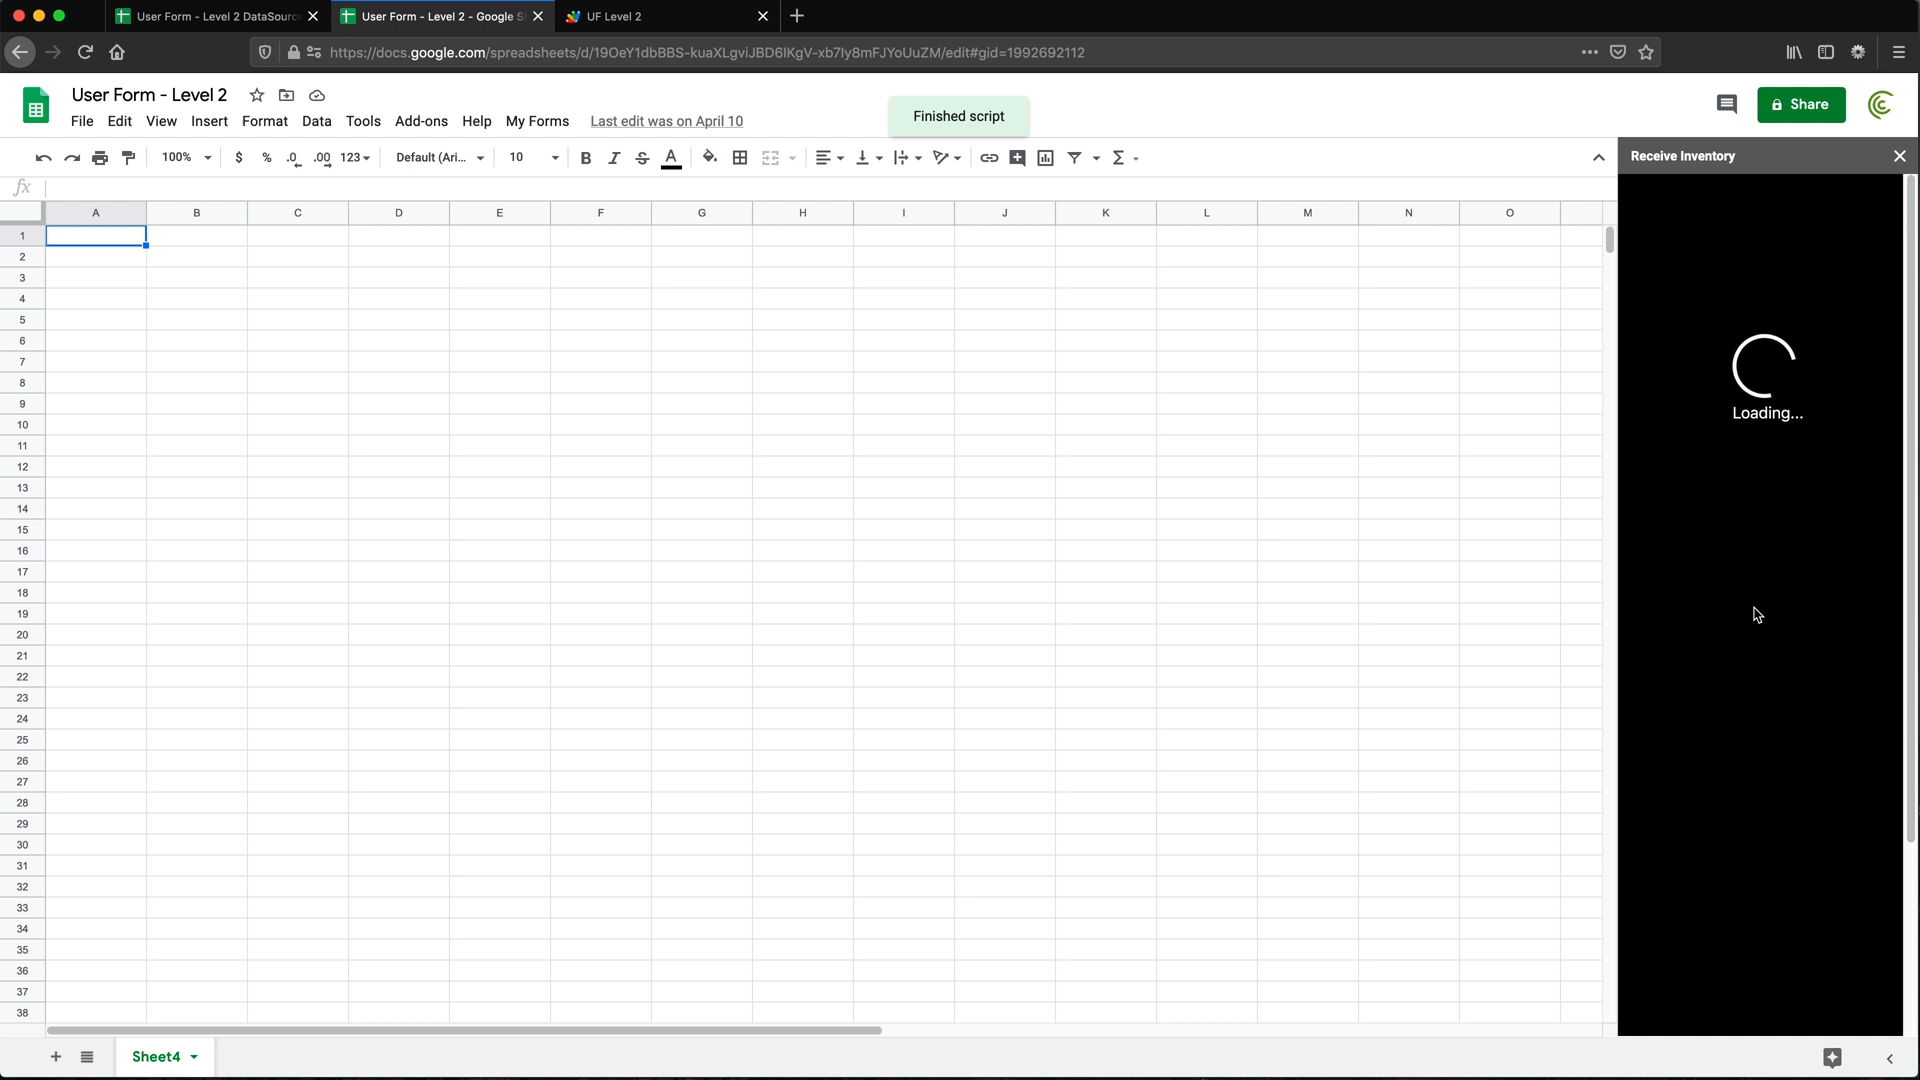 User Form - Level 2 DataSourc
User Form - Level 2 - Google S
UF Level 2
https://docs.google.com/spreadsheets/d/19OeY1dbBBS-kuaXLgviJBD6IKgV-xb7Iy8mFJYoUuZM/edit#gid=1992692112
User Form - Level 2
Finished script
Share
File Edit View Insert Format Data Tools Add-ons Help My Forms Last edit was on April 10
100% $ % .0 .00 123 Default (Ari... 10 B I S A Σ
Receive Inventory
fx
A B C D E F G H I J K L M N O
1
2
3
4
5
6
7
8
9
10
11
12
13
14
15
16
17
18
19
20
21
22
23
24
25
26
27
28
29
30
31
32
33
34
35
36
37
38
Loading...
Sheet4